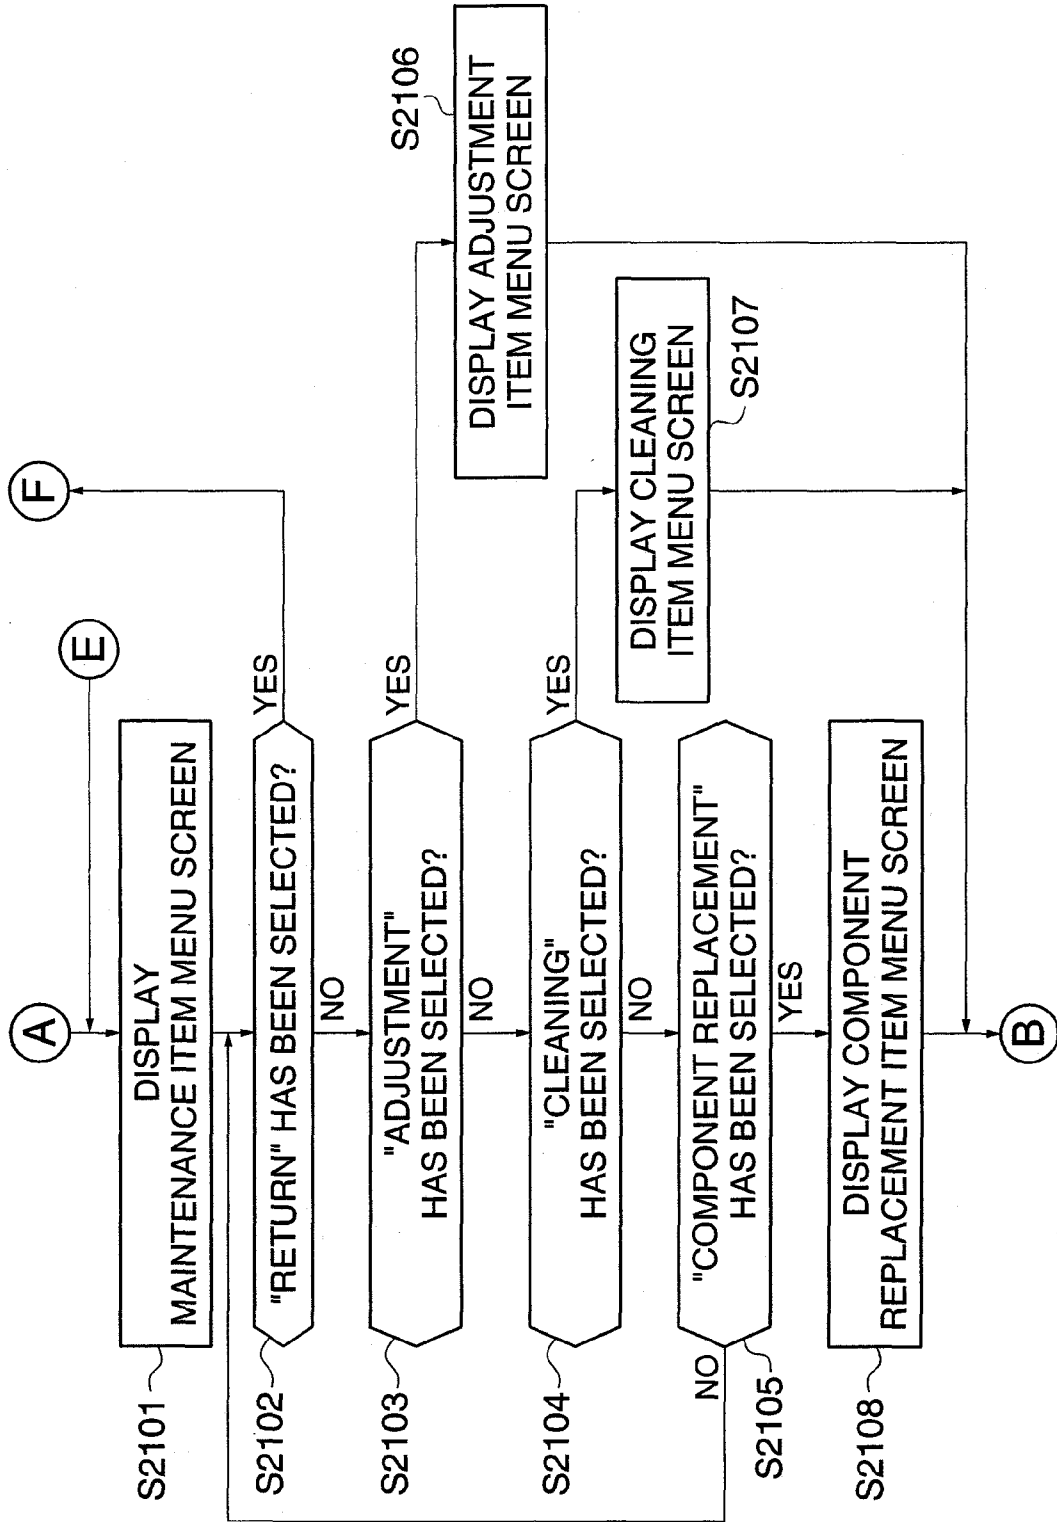 A
E
F
DISPLAY
MAINTENANCE ITEM MENU SCREEN
S2101
"RETURN" HAS BEEN SELECTED?
YES
NO
S2102
"ADJUSTMENT"
HAS BEEN SELECTED?
YES
NO
S2103
DISPLAY ADJUSTMENT
ITEM MENU SCREEN
S2106
"CLEANING"
HAS BEEN SELECTED?
YES
NO
S2104
DISPLAY CLEANING
ITEM MENU SCREEN
S2107
"COMPONENT REPLACEMENT"
HAS BEEN SELECTED?
NO
YES
S2105
DISPLAY COMPONENT
REPLACEMENT ITEM MENU SCREEN
S2108
B